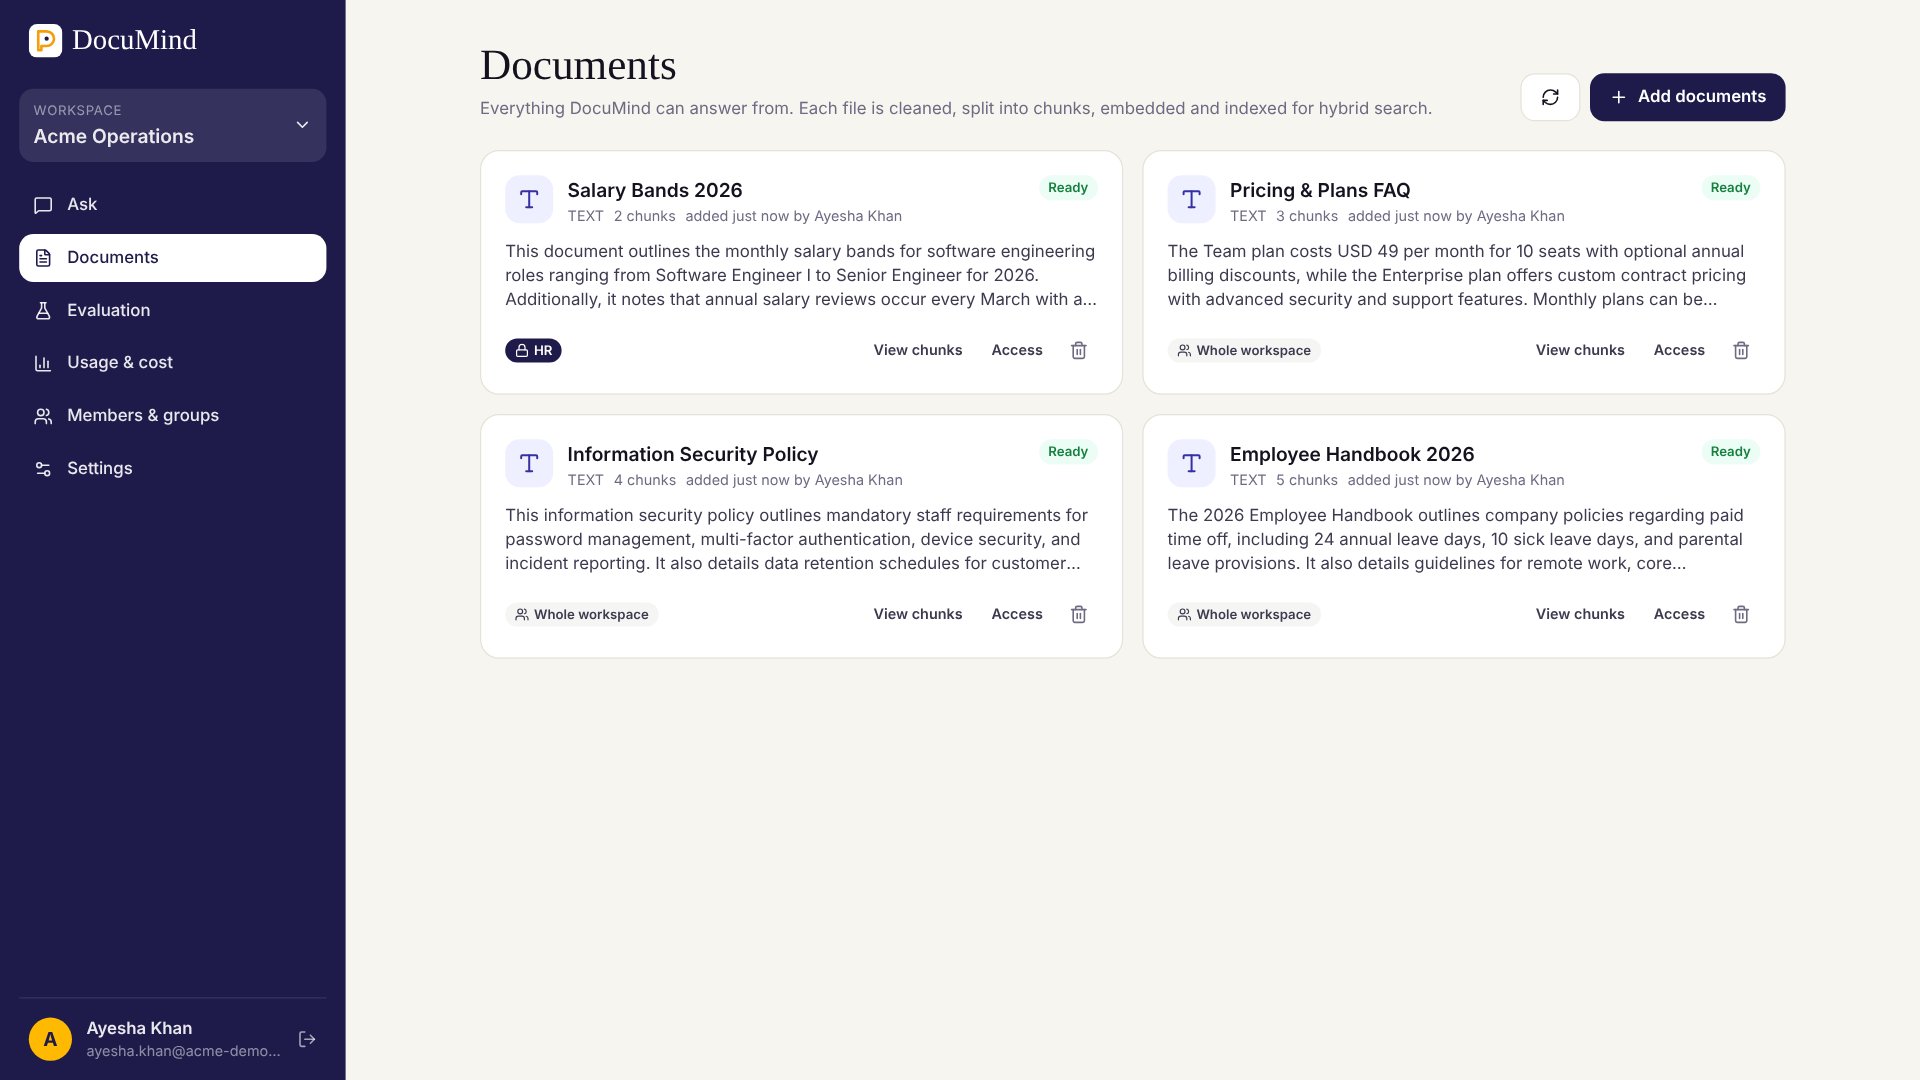 DocuMind
WORKSPACE
Acme Operations
Ask
Documents
Evaluation
Usage & cost
Members & groups
Settings
A
Ayesha Khan
ayesha.khan@acme-demo...
Documents
Everything DocuMind can answer from. Each file is cleaned, split into chunks, embedded and indexed for hybrid search.
Add documents
T
Salary Bands 2026
Ready
TEXT 2 chunks added just now by Ayesha Khan
This document outlines the monthly salary bands for software engineering
roles ranging from Software Engineer I to Senior Engineer for 2026.
Additionally, it notes that annual salary reviews occur every March with a...
HR
View chunks
Access
T
Pricing & Plans FAQ
Ready
TEXT 3 chunks added just now by Ayesha Khan
The Team plan costs USD 49 per month for 10 seats with optional annual
billing discounts, while the Enterprise plan offers custom contract pricing
with advanced security and support features. Monthly plans can be...
Whole workspace
View chunks
Access
T
Information Security Policy
Ready
TEXT 4 chunks added just now by Ayesha Khan
This information security policy outlines mandatory staff requirements for
password management, multi-factor authentication, device security, and
incident reporting. It also details data retention schedules for customer...
Whole workspace
View chunks
Access
T
Employee Handbook 2026
Ready
TEXT 5 chunks added just now by Ayesha Khan
The 2026 Employee Handbook outlines company policies regarding paid
time off, including 24 annual leave days, 10 sick leave days, and parental
leave provisions. It also details guidelines for remote work, core...
Whole workspace
View chunks
Access